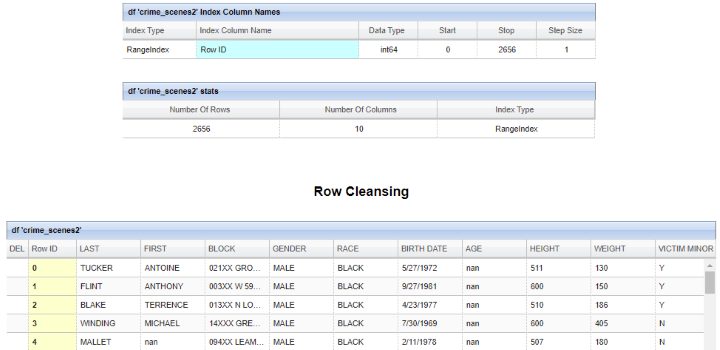 df 'crime_scenes2' Index Column Names
Index Type Index Column Name Data Type Start Stop Step Size
RangeIndex Row ID int64 0 2656 1
df 'crime_scenes2' stats
Number Of Rows Number Of Columns Index Type
2656 10 RangeIndex
Row Cleansing
df 'crime_scenes2'
DEL Row ID LAST FIRST BLOCK GENDER RACE BIRTH DATE AGE HEIGHT WEIGHT VICTIM MINOR
0 TUCKER ANTOINE 021XX GRO... MALE BLACK 5/27/1972 nan 511 130 Y
1 FLINT ANTHONY 003XX W 59... MALE BLACK 9/27/1981 nan 600 150 Y
2 BLAKE TERRENCE 013XX N LO... MALE BLACK 4/23/1977 nan 510 186 Y
3 WINDING MICHAEL 14XXX GRE... MALE BLACK 7/30/1969 nan 600 405 N
4 MALLET nan 094XX LEAM... MALE BLACK 2/11/1978 nan 507 180 N